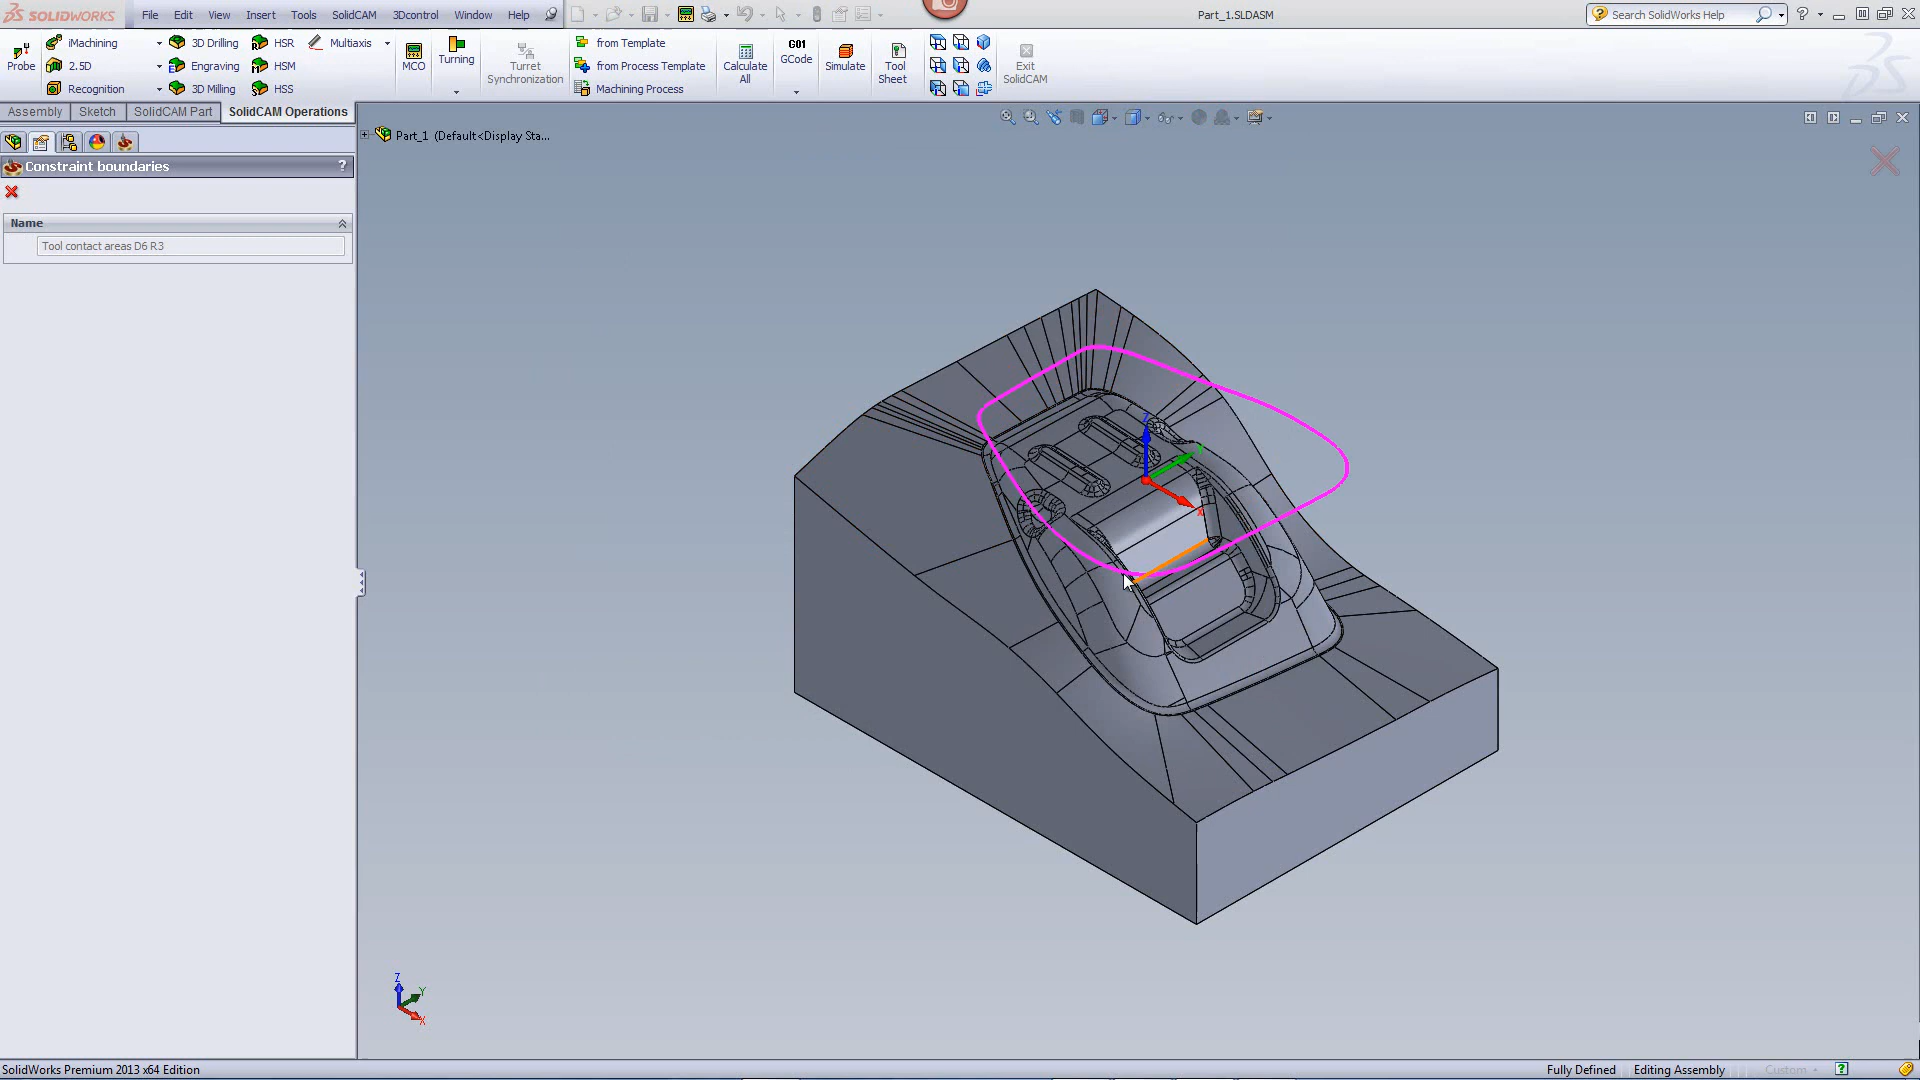 SOLIDWORKS File Edit View Insert Tools SolidCAM 3Dcontrol Window Help Part_1.SLDASM Search SolidWorks Help
Probe
iMachining
2.5D
Recognition
3D Drilling
Engraving
3D Milling
HSR
HSM
HSS
Multiaxis
MCO
Turning
Turret
Synchronization
from Template
from Process Template
Machining Process
Calculate
All
G01
GCode
Simulate
Tool
Sheet
Exit
SolidCAM
Assembly Sketch SolidCAM Part SolidCAM Operations
Part_1 (Default<Display Sta...
Constraint boundaries ?
Name
Tool contact areas D6 R3
Z
Y
X
Z
Y
X
SolidWorks Premium 2013 x64 Edition Fully Defined Editing Assembly Custom